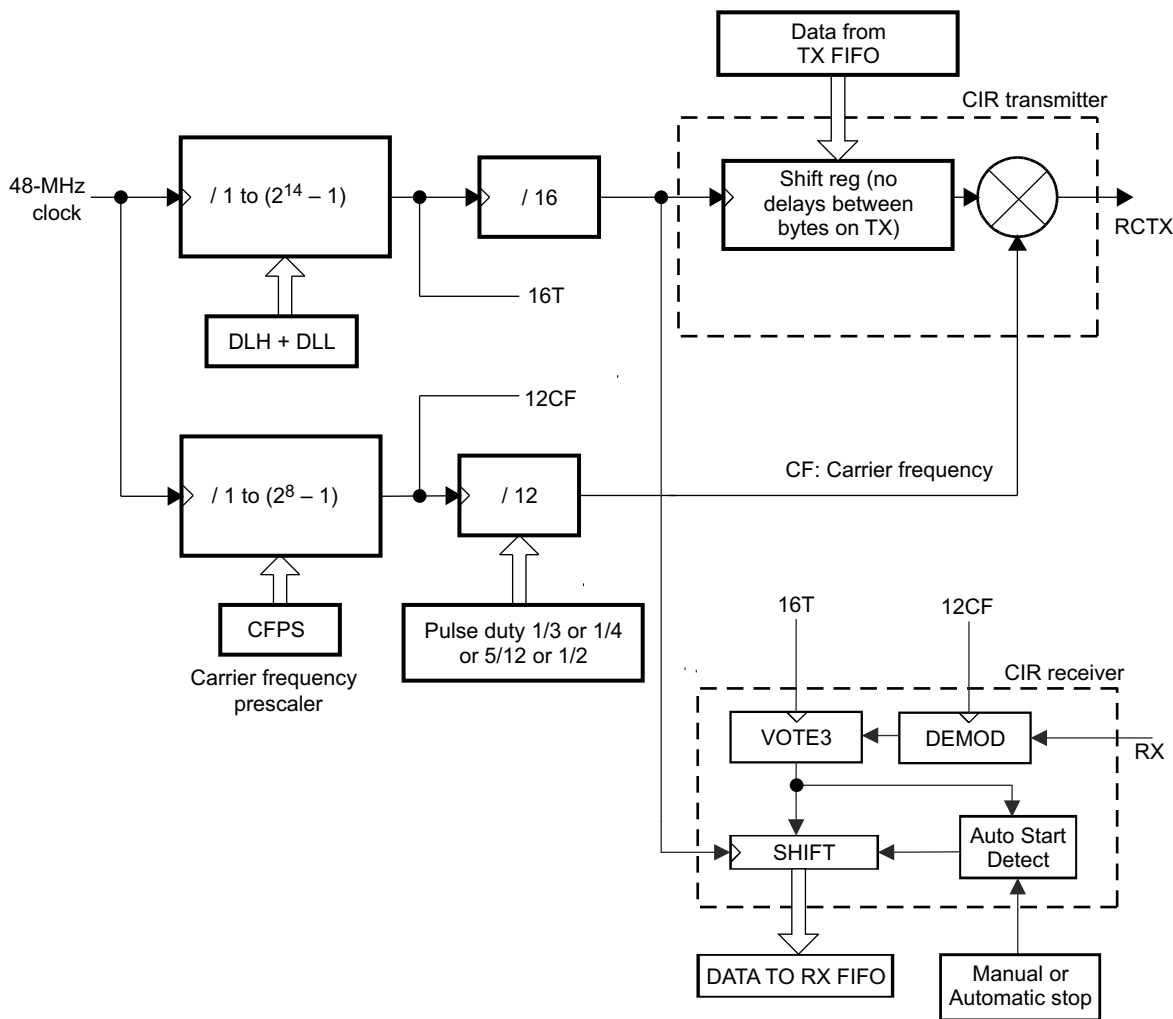 Data from
TX FIFO
CIR transmitter
48-MHz
clock
/ 1 to (2¹⁴ – 1)
/ 16
Shift reg (no
delays between
bytes on TX)
RCTX
16T
DLH + DLL
12CF
/ 1 to (2⁸ – 1)
/ 12
CF: Carrier frequency
CFPS
Carrier frequency
prescaler
Pulse duty 1/3 or 1/4
or 5/12 or 1/2
16T
12CF
CIR receiver
VOTE3
DEMOD
RX
SHIFT
Auto Start
Detect
DATA TO RX FIFO
Manual or
Automatic stop